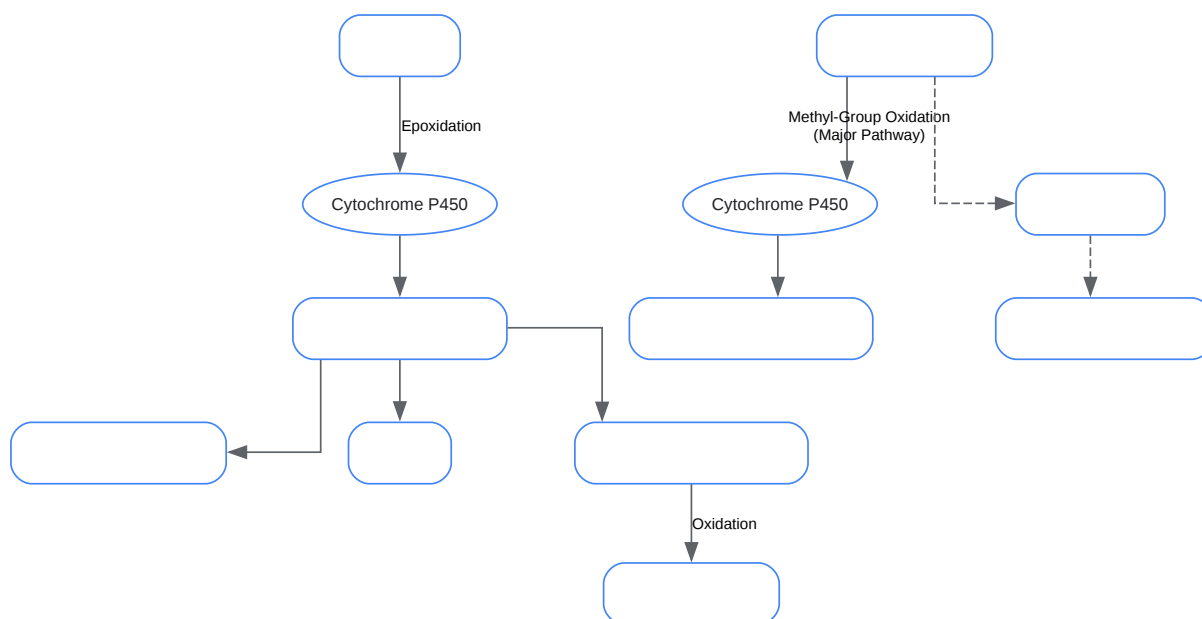 Epoxidation
Methyl-Group Oxidation
(Major Pathway)
Cytochrome P450
Cytochrome P450
Oxidation